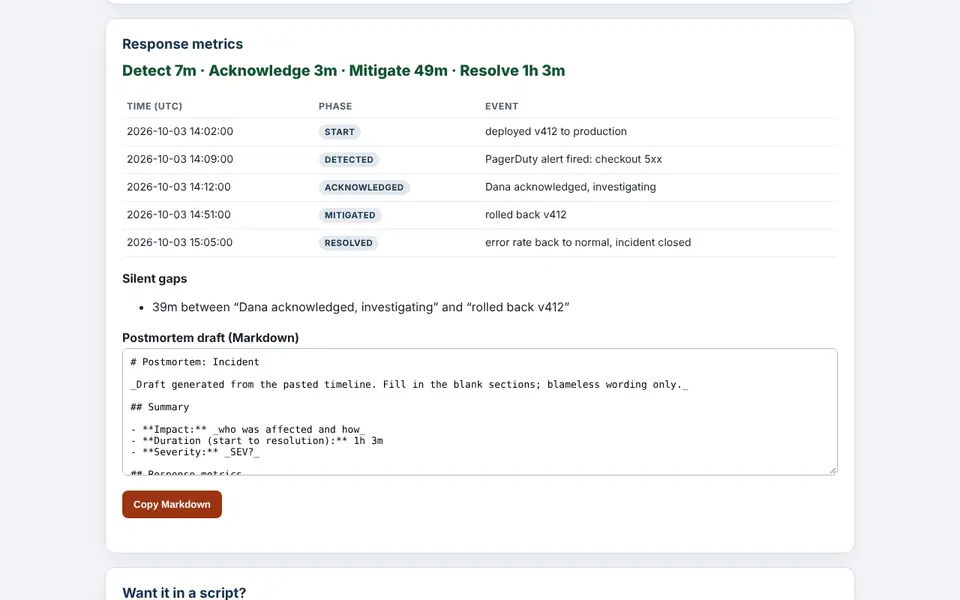 Response metrics
Detect 7m · Acknowledge 3m · Mitigate 49m · Resolve 1h 3m
TIME (UTC) PHASE EVENT
2026-10-03 14:02:00 START deployed v412 to production
2026-10-03 14:09:00 DETECTED PagerDuty alert fired: checkout 5xx
2026-10-03 14:12:00 ACKNOWLEDGED Dana acknowledged, investigating
2026-10-03 14:51:00 MITIGATED rolled back v412
2026-10-03 15:05:00 RESOLVED error rate back to normal, incident closed
Silent gaps
• 39m between “Dana acknowledged, investigating” and “rolled back v412”
Postmortem draft (Markdown)
# Postmortem: Incident
_Draft generated from the pasted timeline. Fill in the blank sections; blameless wording only._
## Summary
- **Impact:** _who was affected and how_
- **Duration (start to resolution):** 1h 3m
- **Severity:** _SEV?_
## Response metrics
Copy Markdown
Want it in a script?